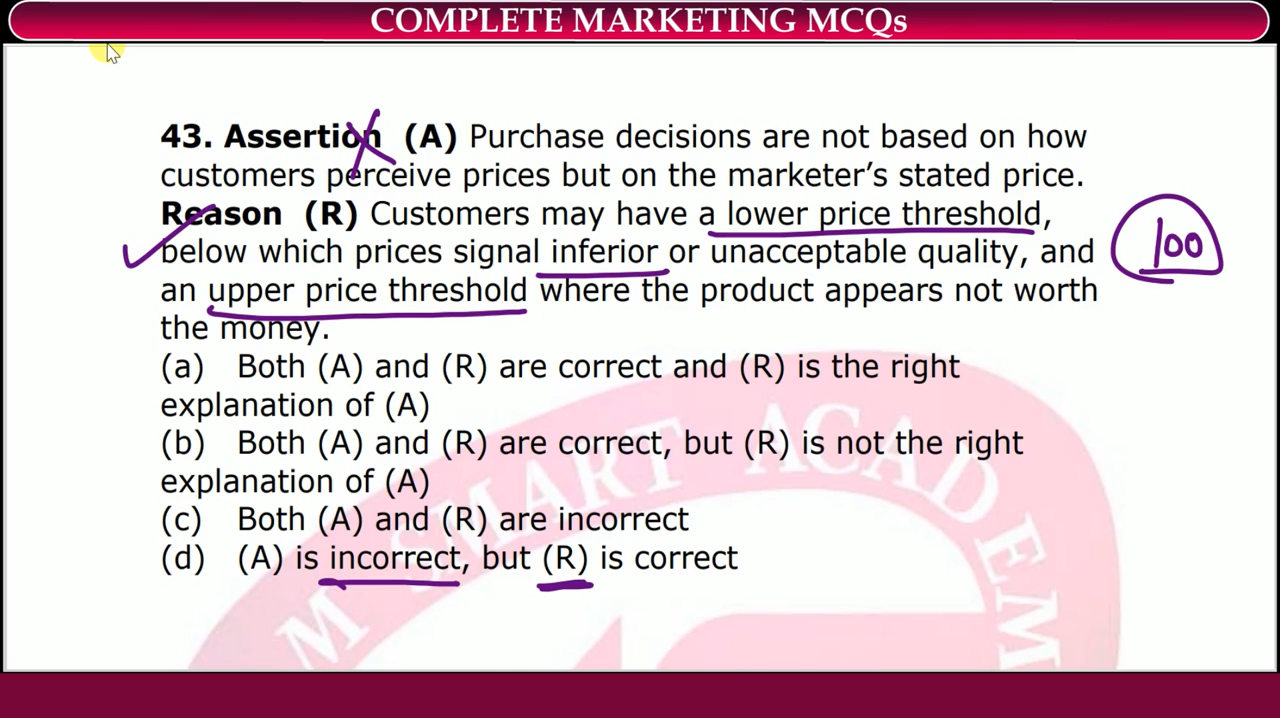 COMPLETE MARKETING MCQs
43. Assertion (A) Purchase decisions are not based on how
customers perceive prices but on the marketer’s stated price.
Reason (R) Customers may have a lower price threshold,
below which prices signal inferior or unacceptable quality, and
100
an upper price threshold where the product appears not worth
the money.
(a) Both (A) and (R) are correct and (R) is the right
explanation of (A)
(b) Both (A) and (R) are correct, but (R) is not the right
explanation of (A)
(c) Both (A) and (R) are incorrect
(d) (A) is incorrect, but (R) is correct
M SMART ACADEM